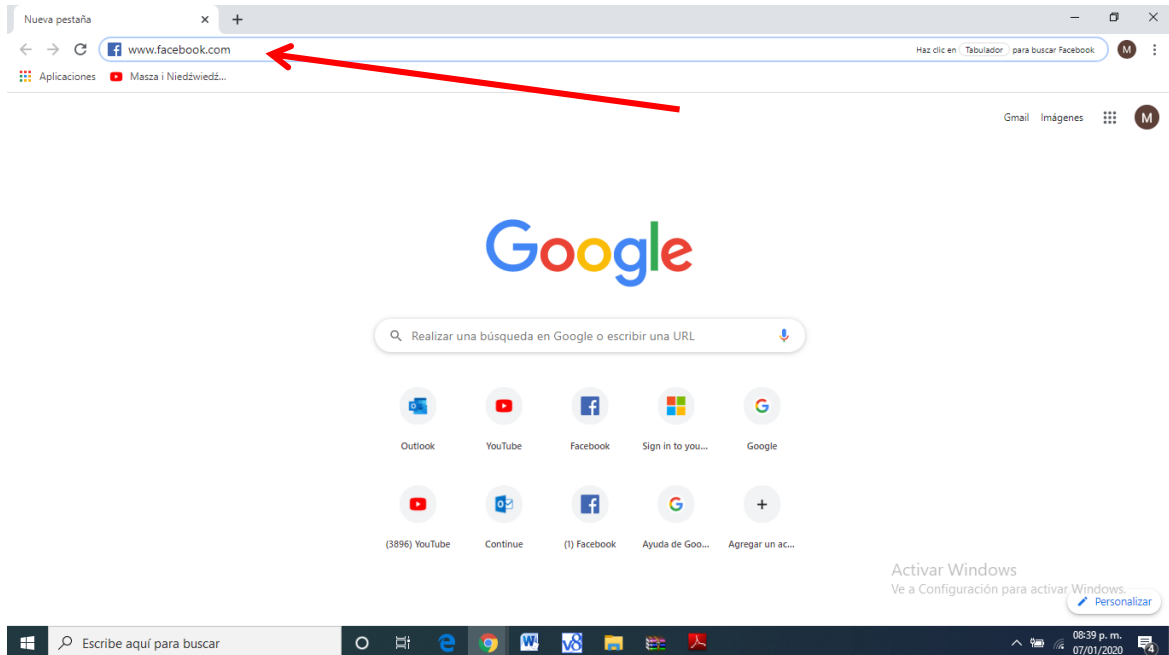 Nueva pestaña
www.facebook.com
Haz clic en Tabulador para buscar Facebook
M
Aplicaciones
Masza i Niedźwiedź...
Gmail Imágenes
M
Google
Realizar una búsqueda en Google o escribir una URL
Outlook YouTube Facebook Sign in to you... Google
(3896) YouTube Continue (1) Facebook Ayuda de Goo... Agregar un ac...
Activar Windows
Ve a Configuración para activar Windows.
Personalizar
Escribe aquí para buscar
08:39 p. m.
07/01/2020
4